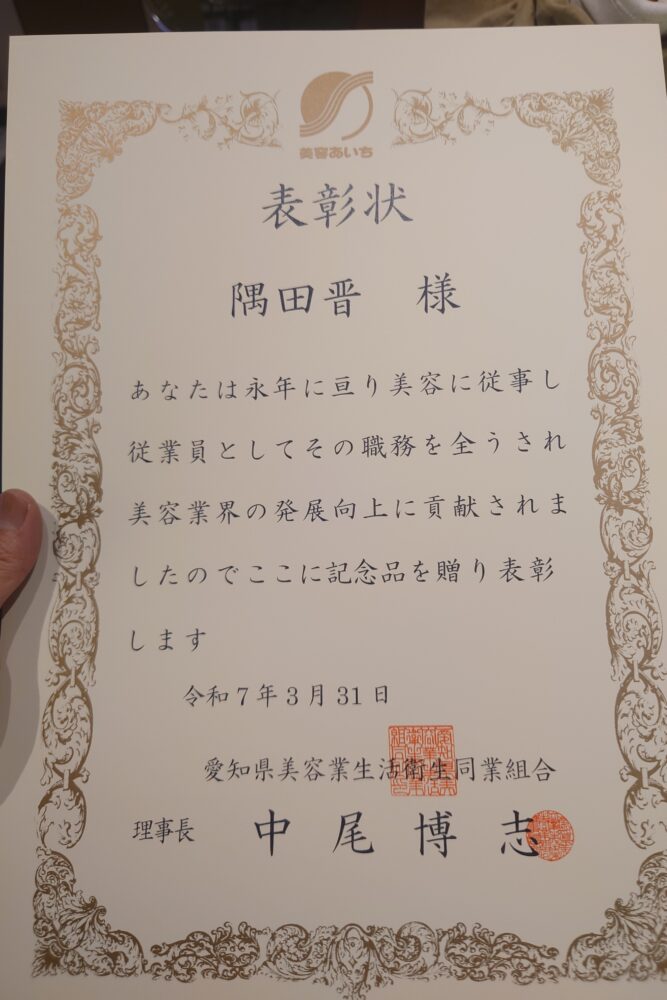 美容あいち
表彰状
隅田晋　様
あなたは永年に亘り美容に従事し
従業員としてその職務を全うされ
美容業界の発展向上に貢献されま
したのでここに記念品を贈り表彰
します
令和7年3月31日
愛知県美容業生活衛生同業組合
理事長　中尾博志